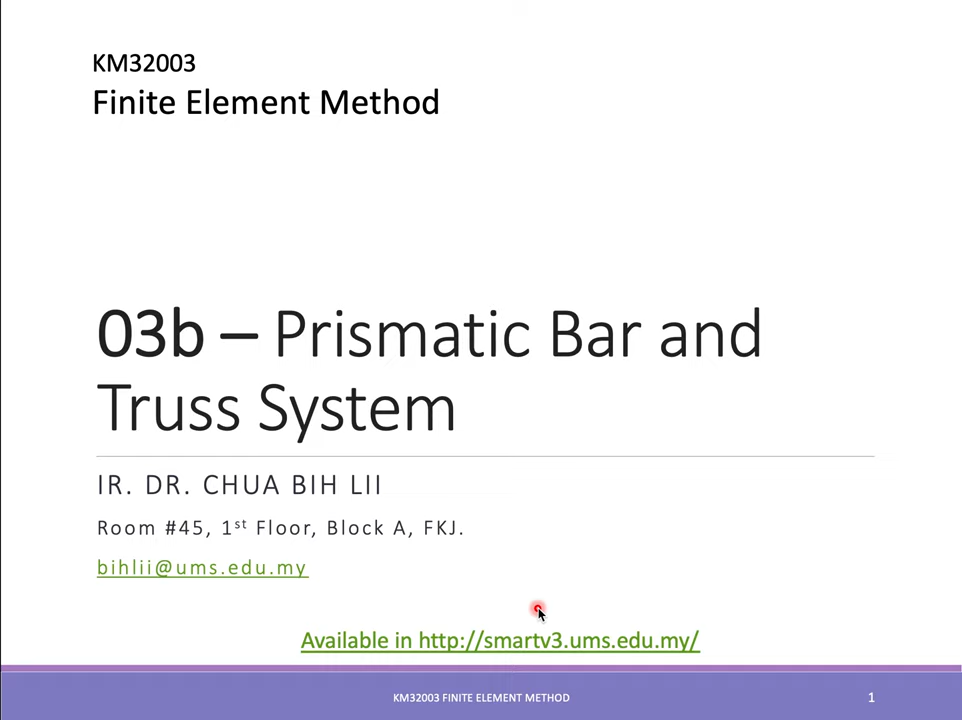 KM32003
Finite Element Method
03b – Prismatic Bar and
Truss System
IR. DR. CHUA BIH LII
Room #45, 1st Floor, Block A, FKJ.
bihlii@ums.edu.my
Available in http://smartv3.ums.edu.my/
KM32003 FINITE ELEMENT METHOD 1